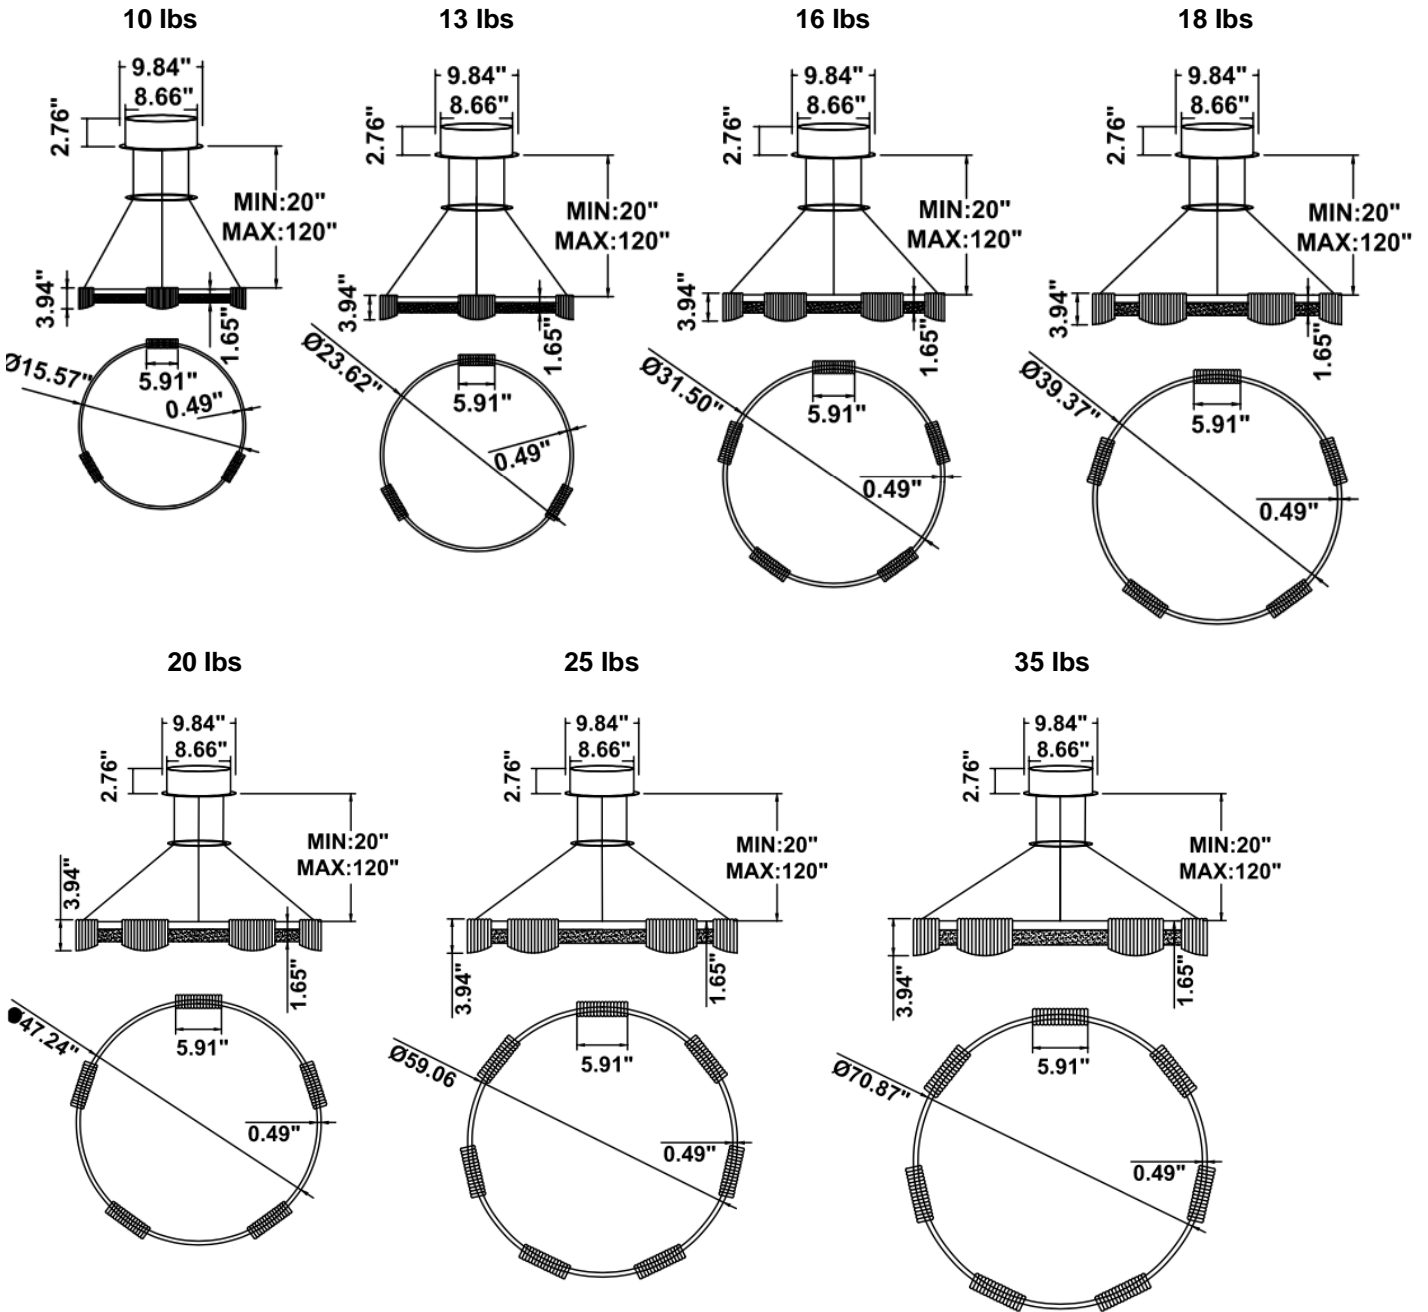 10 lbs
13 lbs
16 lbs
18 lbs
9.84"
8.66"
2.76"
MIN:20"
MAX:120"
3.94"
1.65"
Ø15.57"
5.91"
0.49"
9.84"
8.66"
2.76"
MIN:20"
MAX:120"
3.94"
1.65"
Ø23.62"
5.91"
0.49"
9.84"
8.66"
2.76"
MIN:20"
MAX:120"
3.94"
1.65"
Ø31.50"
5.91"
0.49"
9.84"
8.66"
2.76"
MIN:20"
MAX:120"
3.94"
1.65"
Ø39.37"
5.91"
0.49"
20 lbs
25 lbs
35 lbs
9.84"
8.66"
2.76"
MIN:20"
MAX:120"
3.94"
1.65"
Ø47.24"
5.91"
0.49"
9.84"
8.66"
2.76"
MIN:20"
MAX:120"
3.94"
1.65"
Ø59.06
5.91"
0.49"
9.84"
8.66"
2.76"
MIN:20"
MAX:120"
3.94"
1.65"
Ø70.87"
5.91"
0.49"